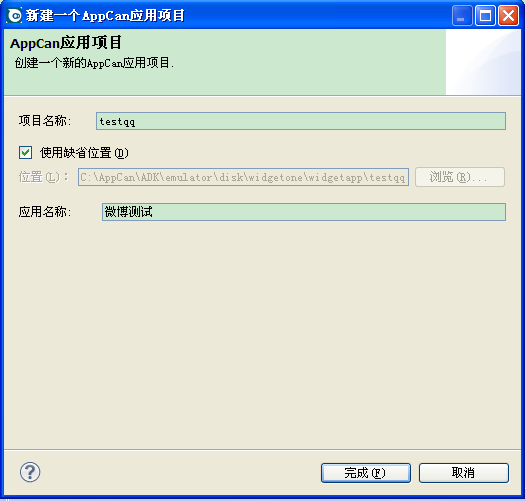 新建一个AppCan应用项目
AppCan应用项目
创建一个新的AppCan应用项目.
项目名称: testqq
使用缺省位置(D)
位置(L): C:\AppCan\ADK\emulator\disk\widgetone\widgetapp\testqq 浏览(R)...
应用名称: 微博测试
?
完成(F) 取消